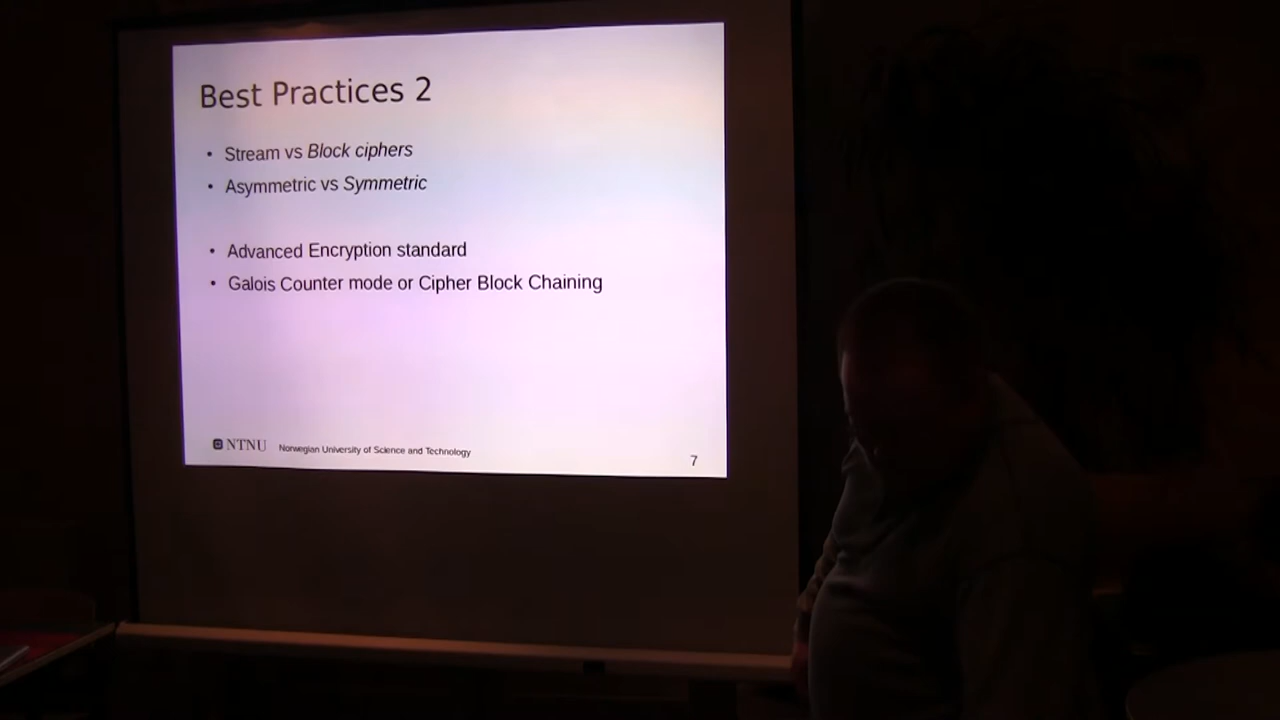 Best Practices 2
• Stream vs Block ciphers
• Asymmetric vs Symmetric
• Advanced Encryption standard
• Galois Counter mode or Cipher Block Chaining
NTNU Norwegian University of Science and Technology
7